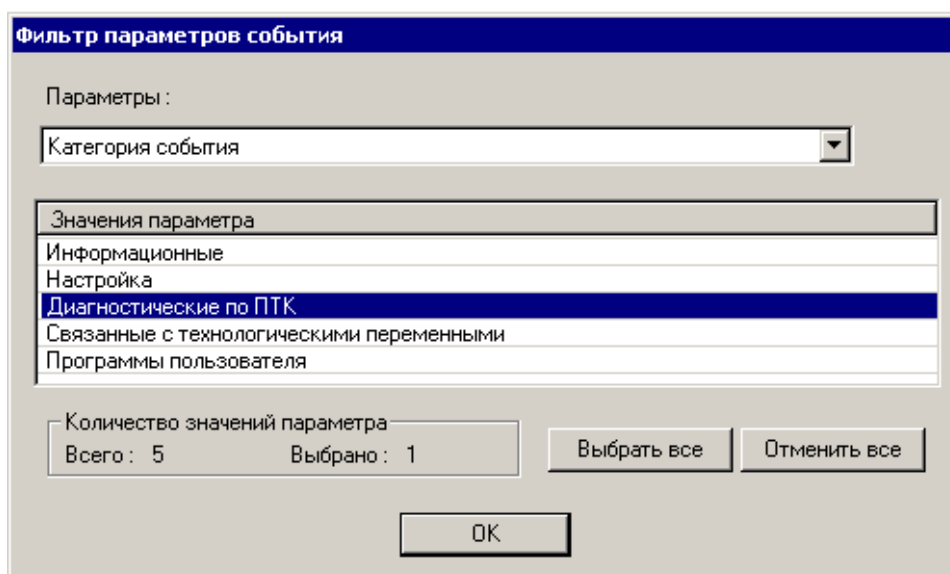 Фильтр параметров события
Параметры :
Категория события
Значения параметра
Информационные
Настройка
Диагностические по ПТК
Связанные с технологическими переменными
Программы пользователя
Количество значений параметра
Всего : 5 Выбрано : 1
Выбрать все Отменить все
OK